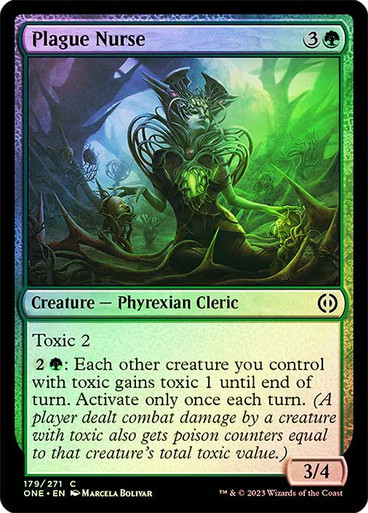 Plague Nurse 3
Creature — Phyrexian Cleric
Toxic 2
2 : Each other creature you control
with toxic gains toxic 1 until end of
turn. Activate only once each turn. (A
player dealt combat damage by a creature
with toxic also gets poison counters equal
to that creature's total toxic value.)
3/4
179/271 C
ONE • EN Marcela Bolivar ™ & © 2023 Wizards of the Coast